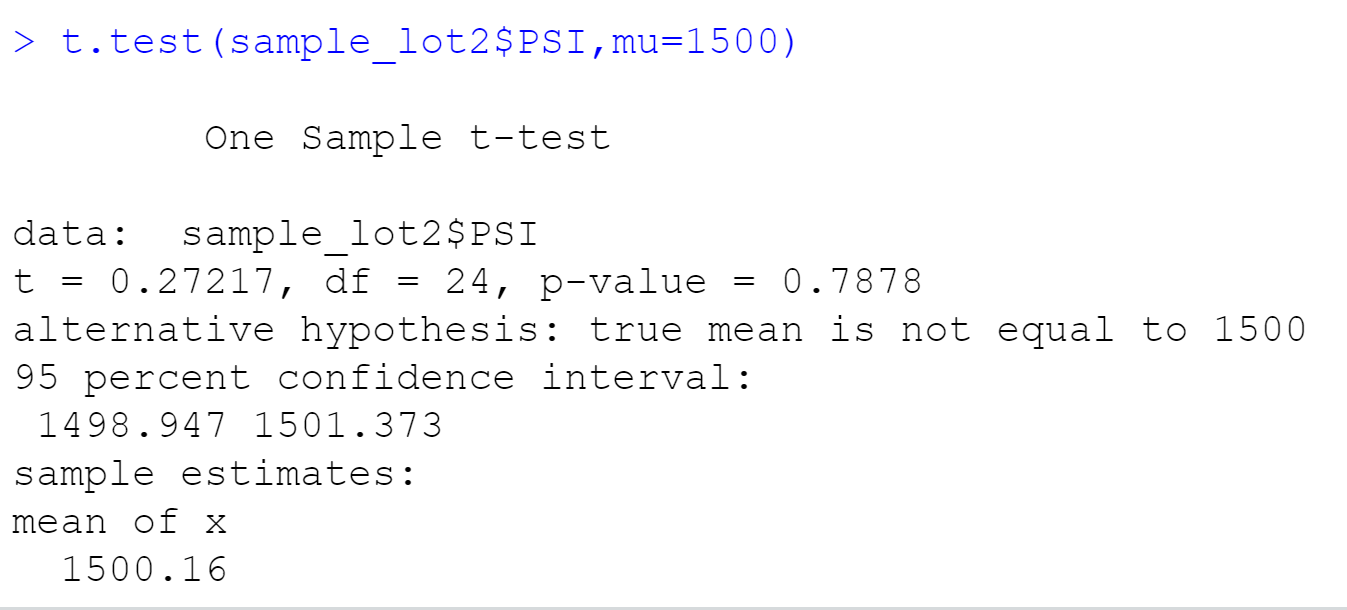 > t.test(sample_lot2$PSI,mu=1500)
One Sample t-test
data:  sample_lot2$PSI
t = 0.27217, df = 24, p-value = 0.7878
alternative hypothesis: true mean is not equal to 1500
95 percent confidence interval:
1498.947 1501.373
sample estimates:
mean of x
1500.16